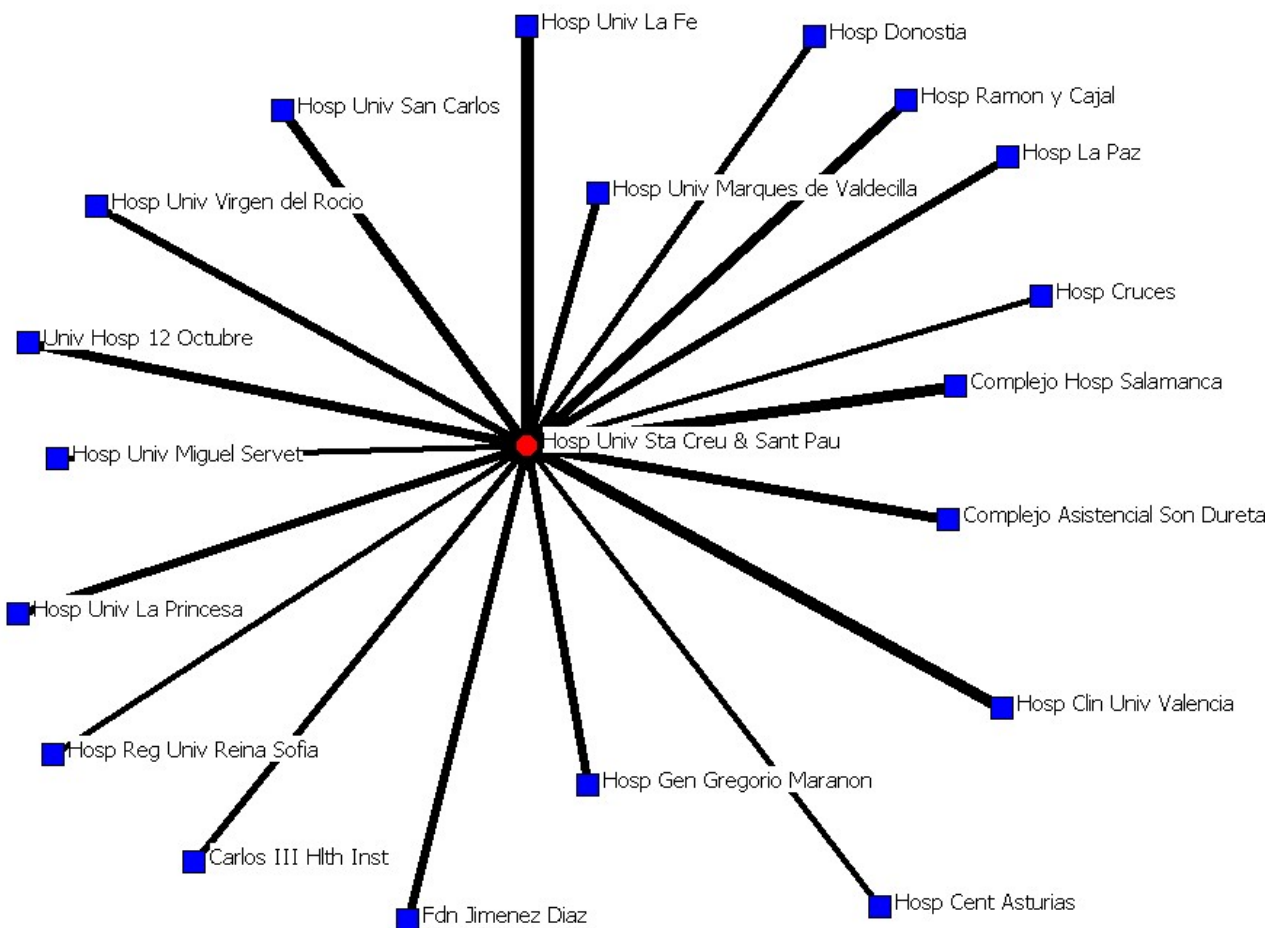 Hosp Univ La Fe
Hosp Donostia
Hosp Ramon y Cajal
Hosp Univ San Carlos
Hosp La Paz
Hosp Univ Marques de Valdecilla
Hosp Univ Virgen del Rocio
Hosp Cruces
Univ Hosp 12 Octubre
Complejo Hosp Salamanca
Hosp Univ Sta Creu & Sant Pau
Hosp Univ Miguel Servet
Complejo Asistencial Son Dureta
Hosp Univ La Princesa
Hosp Clin Univ Valencia
Hosp Reg Univ Reina Sofia
Hosp Gen Gregorio Maranon
Carlos III Hlth Inst
Hosp Cent Asturias
Fdn Jimenez Diaz